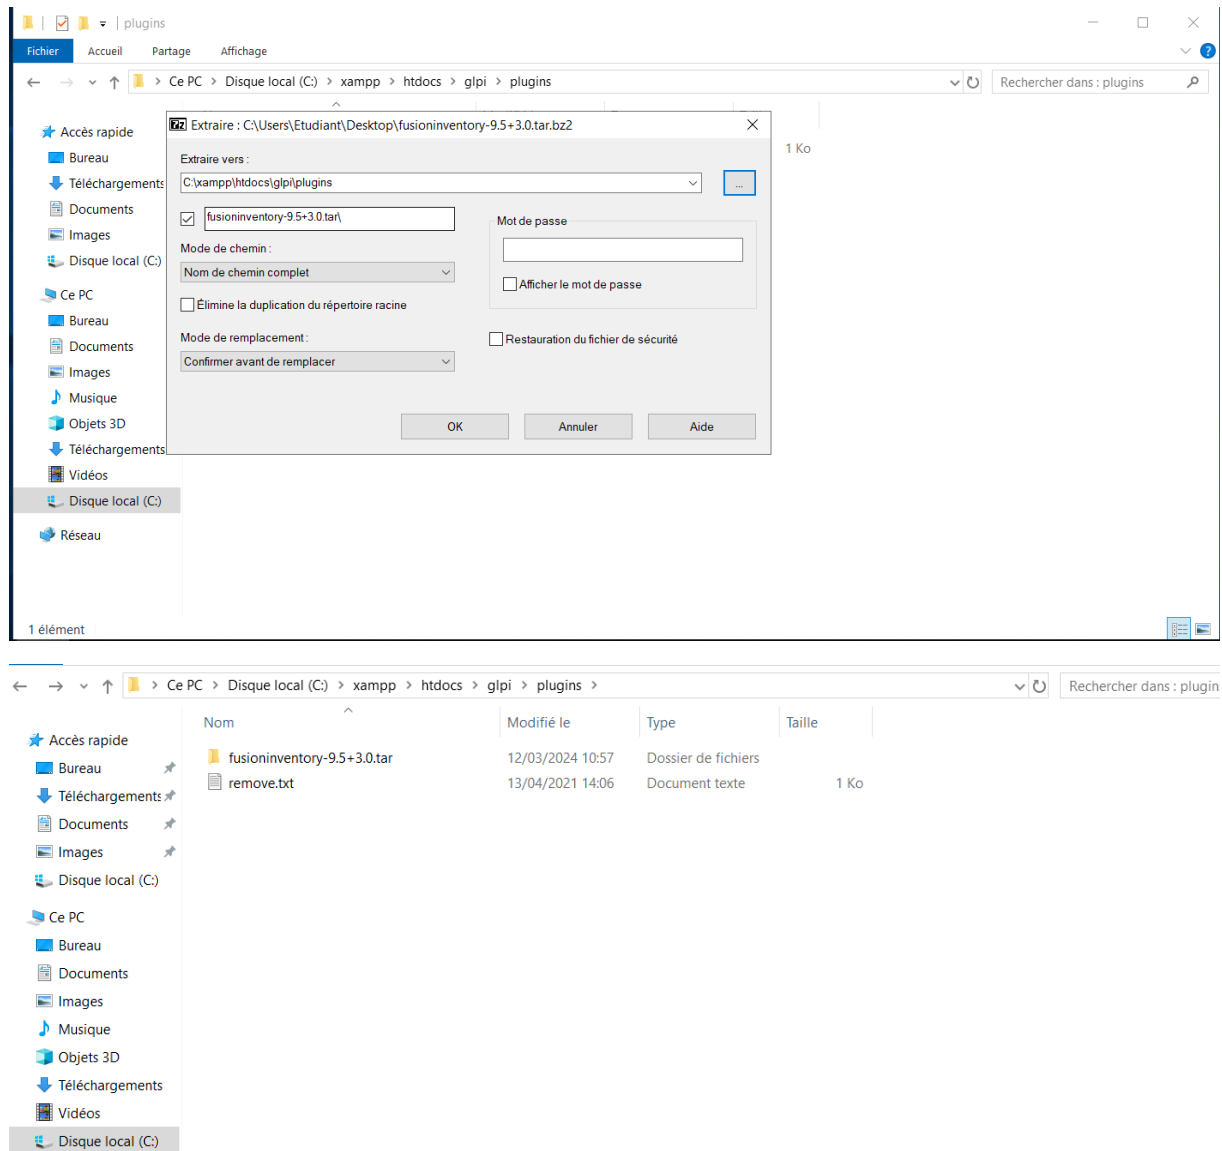 plugins
Fichier Accueil Partage Affichage
Ce PC > Disque local (C:) > xampp > htdocs > glpi > plugins
Rechercher dans : plugins
Extraire : C:\Users\Etudiant\Desktop\fusioninventory-9.5+3.0.tar.bz2
Extraire vers :
C:\xampp\htdocs\glpi\plugins
...
fusioninventory-9.5+3.0.tar\
Mode de chemin :
Nom de chemin complet
Élimine la duplication du répertoire racine
Mode de remplacement :
Confirmer avant de remplacer
Mot de passe
Afficher le mot de passe
Restauration du fichier de sécurité
OK Annuler Aide
1 Ko
Accès rapide
Bureau
Téléchargements
Documents
Images
Disque local (C:)
Ce PC
Bureau
Documents
Images
Musique
Objets 3D
Téléchargements
Vidéos
Disque local (C:)
Réseau
1 élément
Ce PC > Disque local (C:) > xampp > htdocs > glpi > plugins >
Rechercher dans : plugins
Nom Modifié le Type Taille
fusioninventory-9.5+3.0.tar 12/03/2024 10:57 Dossier de fichiers
remove.txt 13/04/2021 14:06 Document texte 1 Ko
Accès rapide
Bureau
Téléchargements
Documents
Images
Disque local (C:)
Ce PC
Bureau
Documents
Images
Musique
Objets 3D
Téléchargements
Vidéos
Disque local (C:)